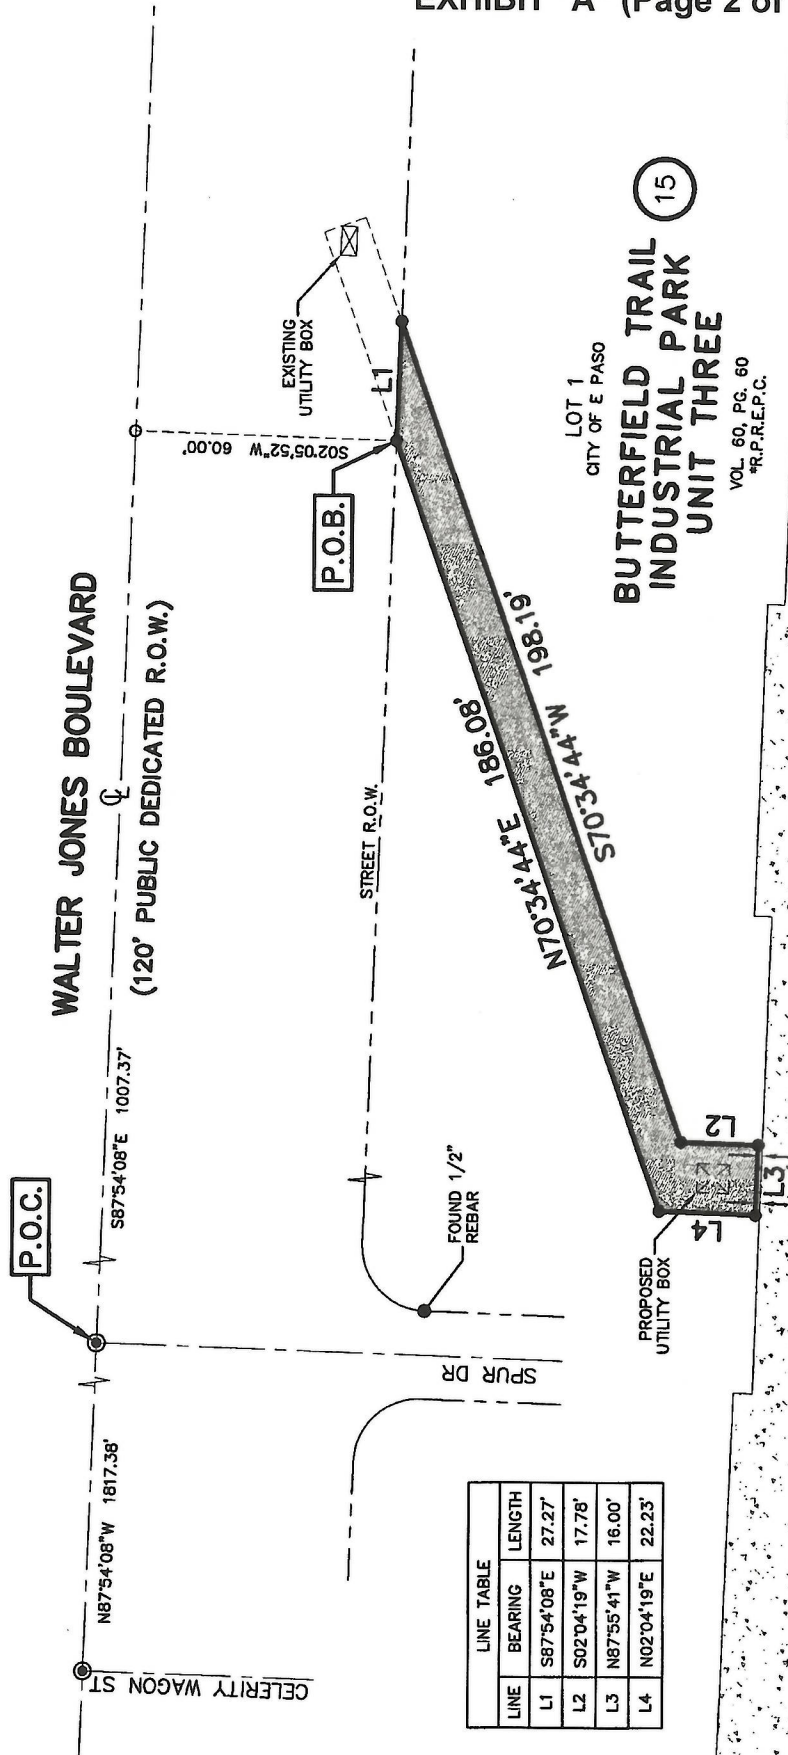 EXHIBIT "A" (Page 2 of
WALTER JONES BOULEVARD
℄
(120' PUBLIC DEDICATED R.O.W.)
P.O.C.
N87°54'08"W 1817.38'
S87°54'08"E 1007.37'
CELERITY WAGON ST
SPUR DR
FOUND 1/2"
REBAR
STREET R.O.W.
P.O.B.
S02°05'52"W 60.00'
EXISTING
UTILITY BOX
L1
N70°34'44"E 186.08'
S70°34'44"W 198.19'
L2
L3
L4
PROPOSED
UTILITY BOX
LOT 1
CITY OF E PASO
BUTTERFIELD TRAIL
INDUSTRIAL PARK
UNIT THREE
15
VOL. 60, PG. 60
*R.P.R.E.P.C.
LINE TABLE
LINE BEARING LENGTH
L1 S87°54'08"E 27.27'
L2 S02°04'19"W 17.78'
L3 N87°55'41"W 16.00'
L4 N02°04'19"E 22.23'